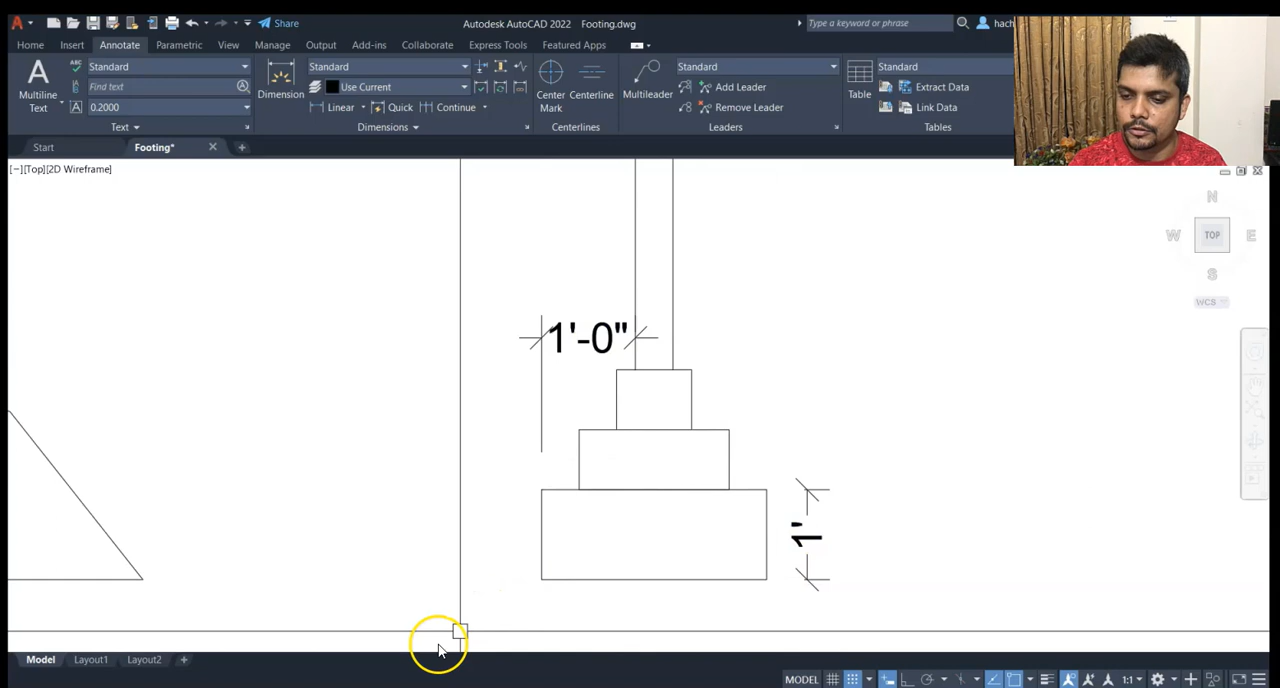 Share
Autodesk AutoCAD 2022 Footing.dwg
Type a keyword or phrase
hach
Home Insert Annotate Parametric View Manage Output Add-ins Collaborate Express Tools Featured Apps
A
Multiline
Text
ABC
Standard
Find text
A
0.2000
Text
Dimension
Standard
Use Current
Linear
Quick
Continue
Dimensions
Center
Mark
Centerline
Centerlines
Multileader
Standard
Add Leader
Remove Leader
Leaders
Table
Standard
Extract Data
Link Data
Tables
Start
Footing*
[−][Top][2D Wireframe]
N
W
TOP
E
S
WCS
1'-0"
1'
Model
Layout1
Layout2
MODEL
1:1